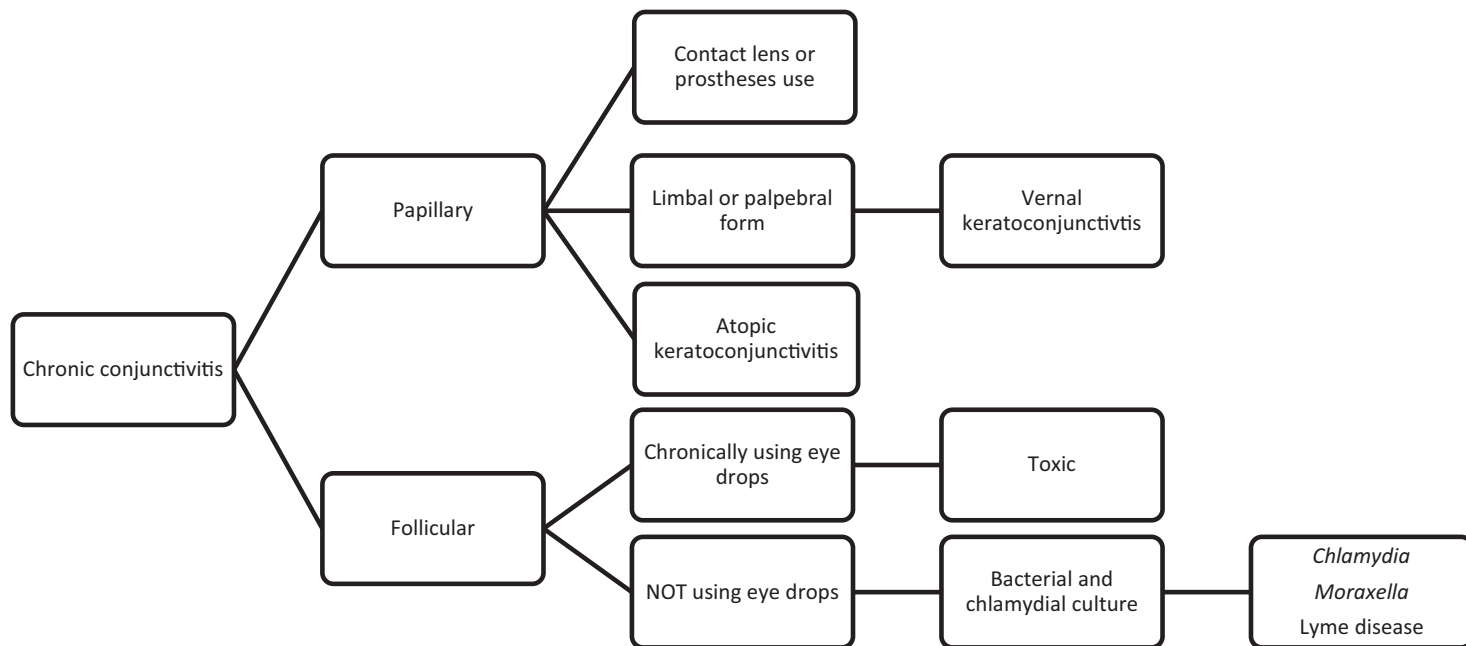 Chronic conjunctivitis
Papillary
Contact lens or
prostheses use
Limbal or palpebral
form
Vernal
keratoconjunctivtis
Atopic
keratoconjunctivitis
Follicular
Chronically using eye
drops
Toxic
NOT using eye drops
Bacterial and
chlamydial culture
Chlamydia
Moraxella
Lyme disease